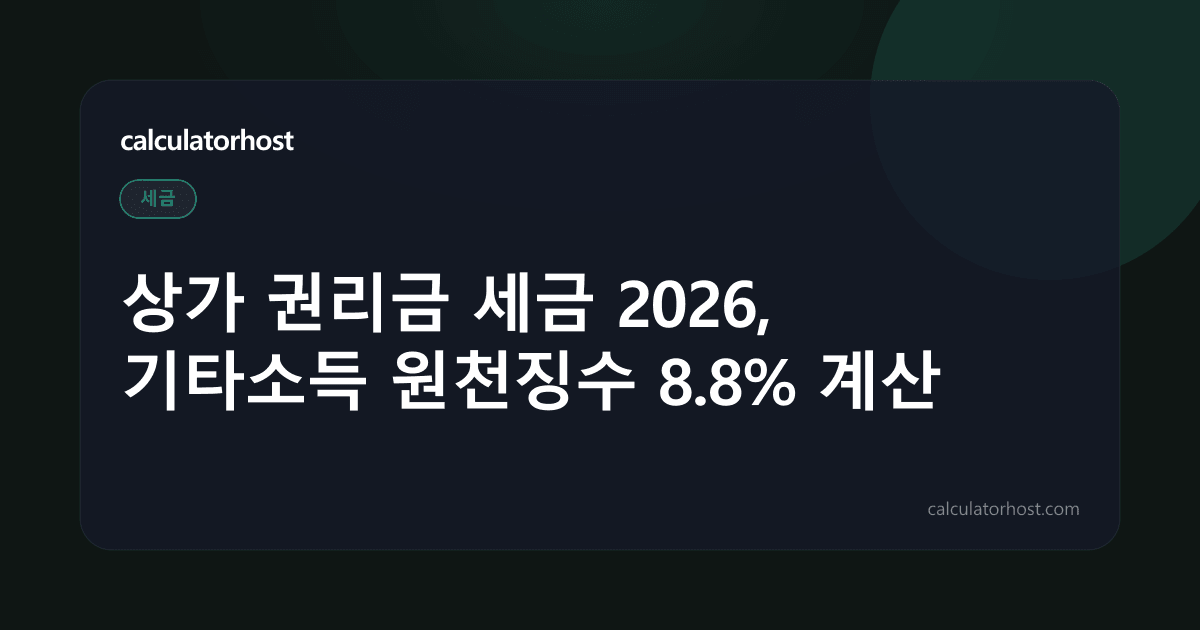 calculatorhost
세금
상가 권리금 세금 2026,
기타소득 원천징수 8.8% 계산
calculatorhost.com